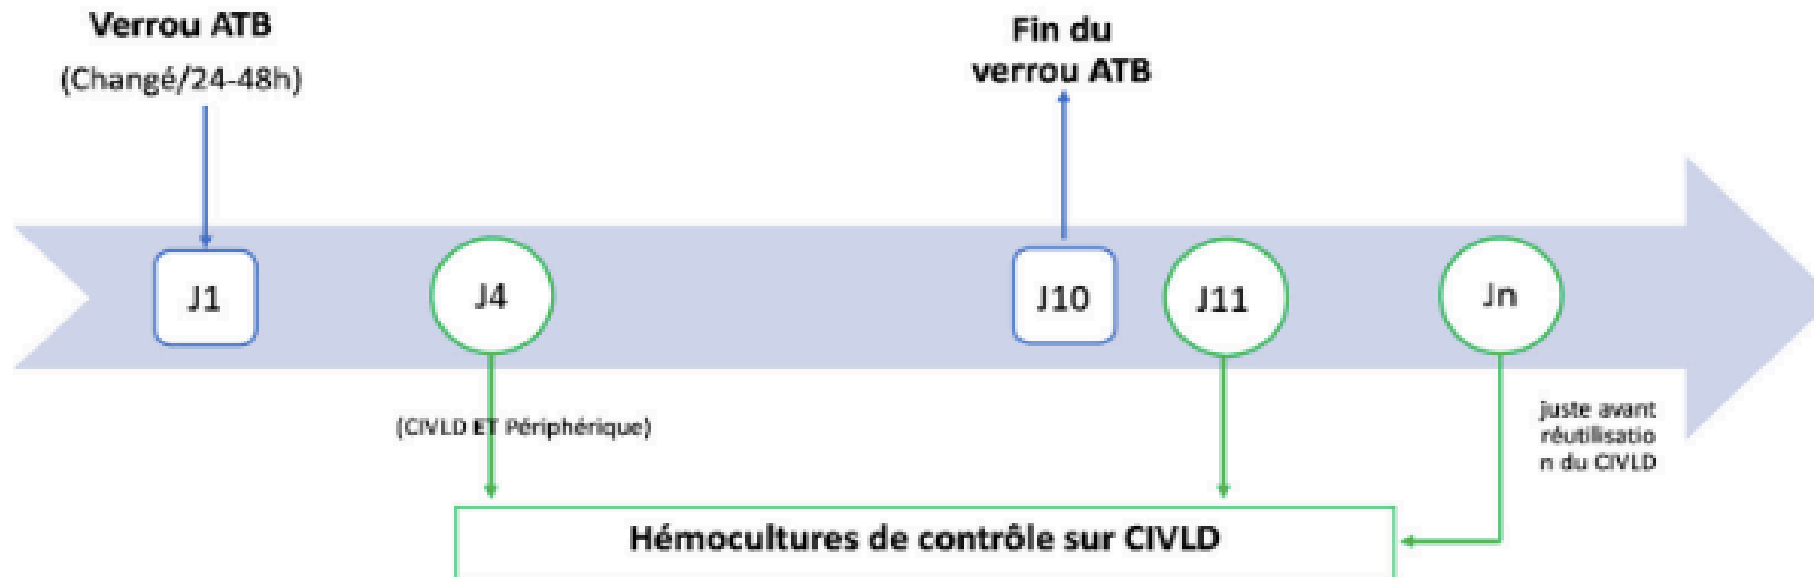 Verrou ATB
(Changé/24-48h)
Fin du
verrou ATB
J1
J4
J10
J11
Jn
(CIVLD ET Périphérique)
juste avant
réutilisatio
n du CIVLD
Hémocultures de contrôle sur CIVLD